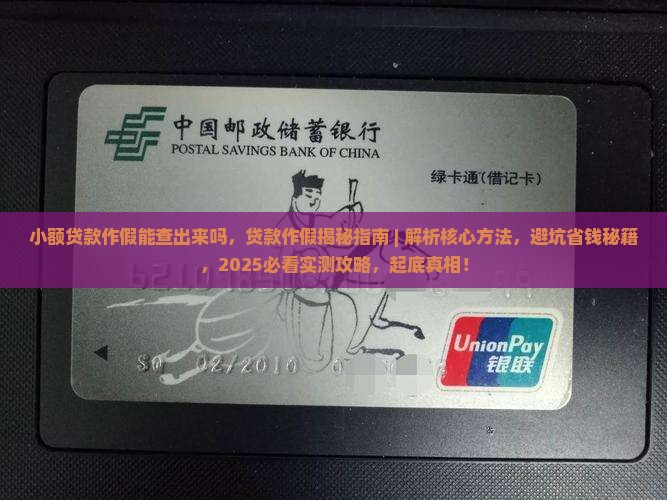 中国邮政储蓄银行
POSTAL SAVINGS BANK OF CHINA
绿卡通(借记卡)
小额贷款作假能查出来吗，贷款作假揭秘指南|解析核心方法，避坑省钱秘籍
，2025必看实测攻略，起底真相！
UnionPay
银联
02/2010